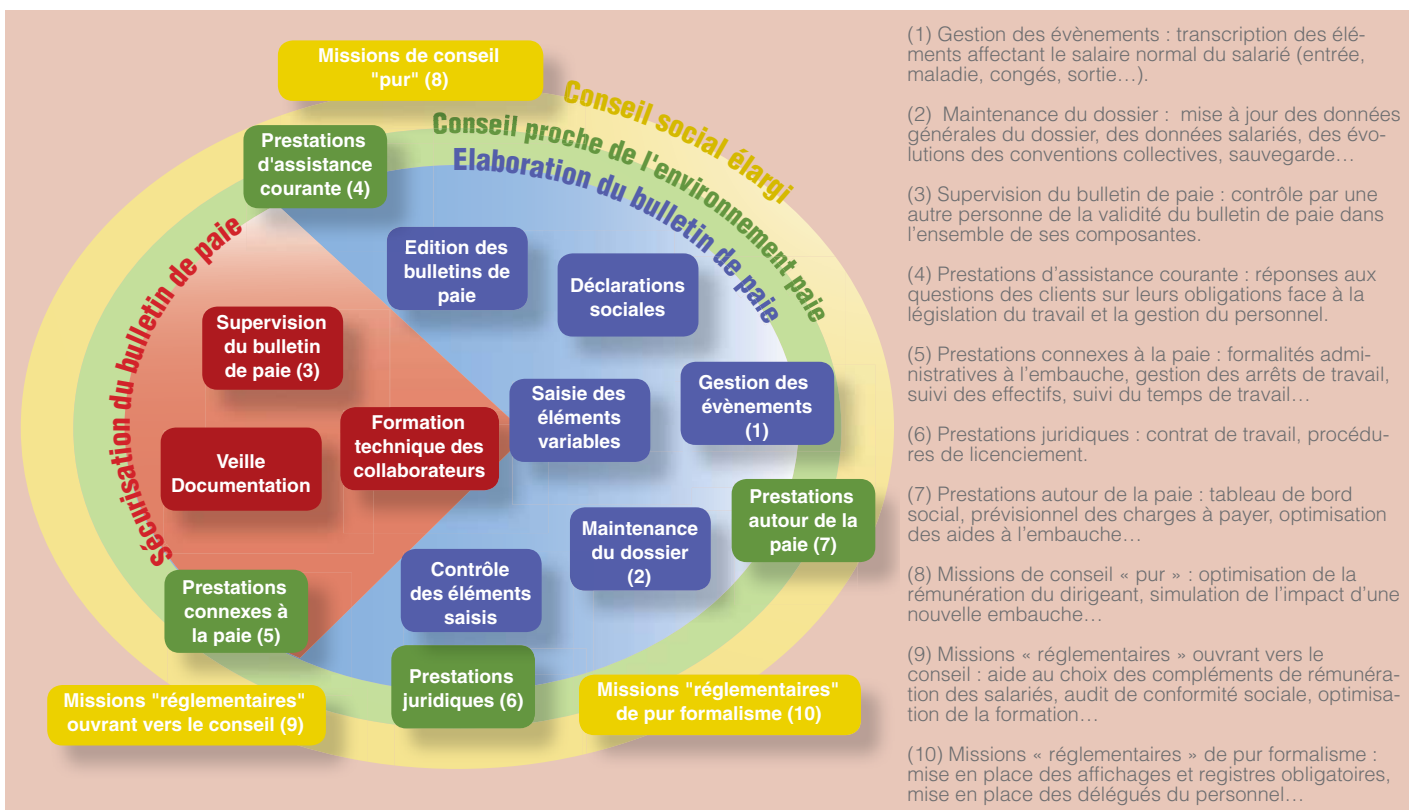 Missions de conseil
"pur" (8)
Conseil social élargi
Conseil proche de l'environnement paie
Elaboration du bulletin de paie
Sécurisation du bulletin de paie
Prestations
d'assistance
courante (4)
Edition des
bulletins de
paie
Déclarations
sociales
Supervision
du bulletin
de paie (3)
Saisie des
éléments
variables
Gestion des
évènements
(1)
Formation
technique des
collaborateurs
Veille
Documentation
Prestations
autour de la
paie (7)
Maintenance
du dossier
(2)
Contrôle
des éléments
saisis
Prestations
connexes à
la paie (5)
Prestations
juridiques (6)
Missions "réglementaires"
ouvrant vers le conseil (9)
Missions "réglementaires"
de pur formalisme (10)
(1) Gestion des évènements : transcription des élé-
ments affectant le salaire normal du salarié (entrée,
maladie, congés, sortie…).
(2) Maintenance du dossier : mise à jour des données
générales du dossier, des données salariés, des évo-
lutions des conventions collectives, sauvegarde…
(3) Supervision du bulletin de paie : contrôle par une
autre personne de la validité du bulletin de paie dans
l'ensemble de ses composantes.
(4) Prestations d'assistance courante : réponses aux
questions des clients sur leurs obligations face à la
législation du travail et la gestion du personnel.
(5) Prestations connexes à la paie : formalités admi-
nistratives à l'embauche, gestion des arrêts de travail,
suivi des effectifs, suivi du temps de travail…
(6) Prestations juridiques : contrat de travail, procédu-
res de licenciement.
(7) Prestations autour de la paie : tableau de bord
social, prévisionnel des charges à payer, optimisation
des aides à l'embauche…
(8) Missions de conseil « pur » : optimisation de la
rémunération du dirigeant, simulation de l'impact d'une
nouvelle embauche…
(9) Missions « réglementaires » ouvrant vers le
conseil : aide au choix des compléments de rémunéra-
tion des salariés, audit de conformité sociale, optimisa-
tion de la formation…
(10) Missions « réglementaires » de pur formalisme :
mise en place des affichages et registres obligatoires,
mise en place des délégués du personnel…